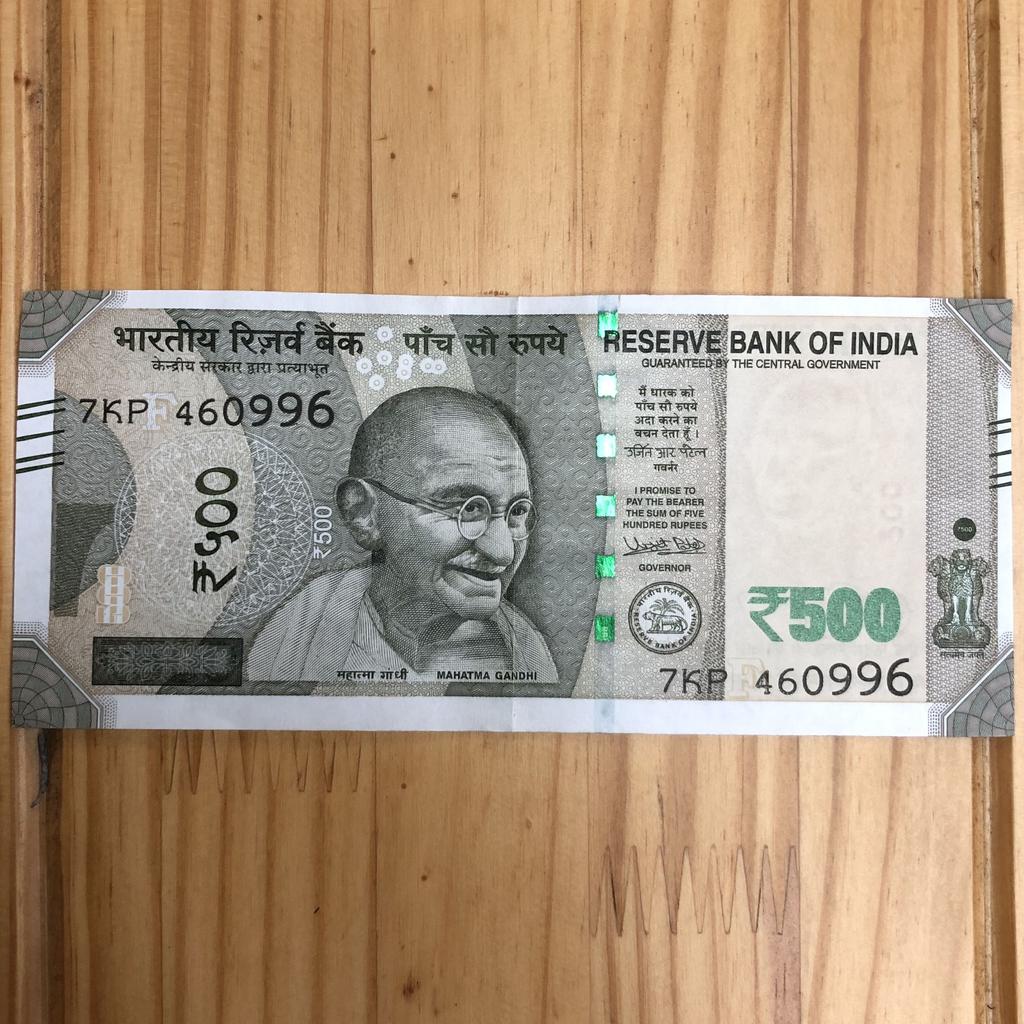 भारतीय रिज़र्व बैंक
केन्द्रीय सरकार द्वारा प्रत्याभूत
पाँच सौ रुपये
RESERVE BANK OF INDIA
GUARANTEED BY THE CENTRAL GOVERNMENT
7KP 460996
₹५००
₹500
मैं धारक को
पाँच सौ रुपये
अदा करने का
वचन देता हूँ ।
उर्जित आर पटेल
गवर्नर
I PROMISE TO
PAY THE BEARER
THE SUM OF FIVE
HUNDRED RUPEES
GOVERNOR
भारतीय रिज़र्व बैंक
RESERVE BANK OF INDIA
₹500
₹500
सत्यमेव जयते
महात्मा गांधी MAHATMA GANDHI
7KP 460996